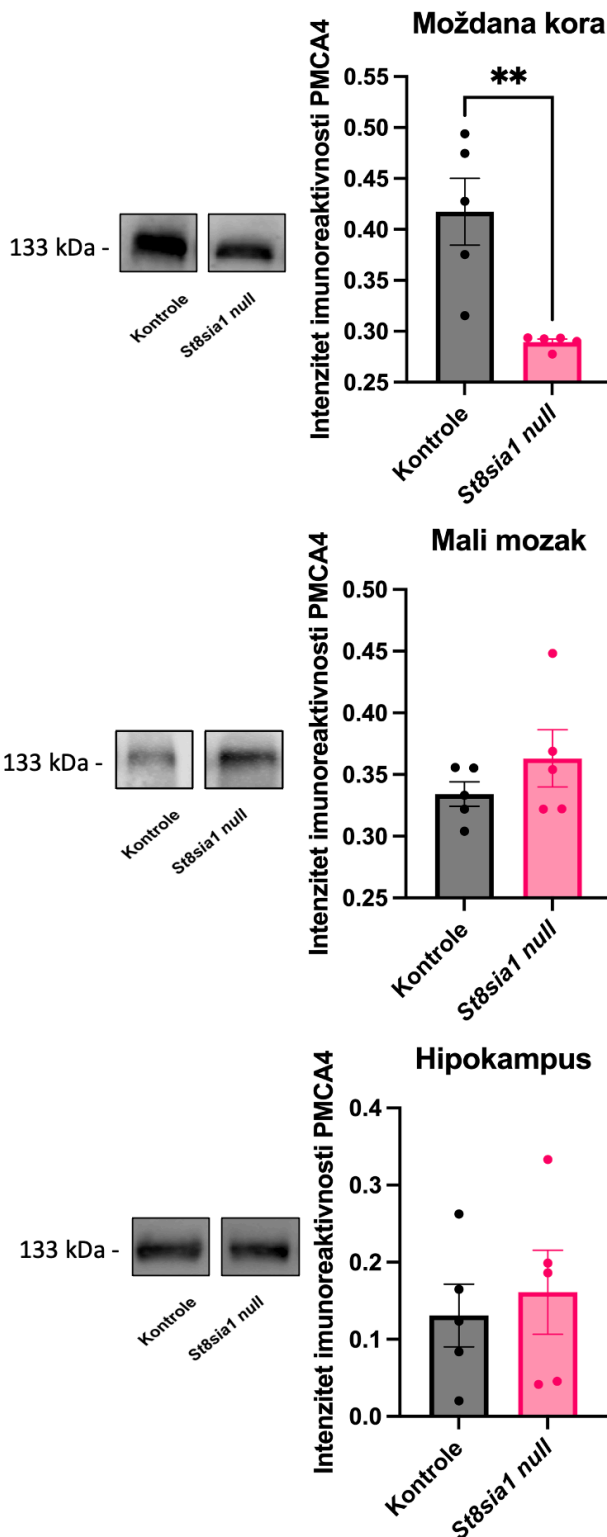 Moždana kora
Intenzitet imunoreaktivnosti PMCA4
0.55
0.50
0.45
0.40
0.35
0.30
0.25
**
133 kDa -
Kontrole
St8sia1 null
Kontrole
St8sia1 null
Mali mozak
Intenzitet imunoreaktivnosti PMCA4
0.50
0.45
0.40
0.35
0.30
0.25
133 kDa -
Kontrole
St8sia1 null
Kontrole
St8sia1 null
Hipokampus
Intenzitet imunoreaktivnosti PMCA4
0.4
0.3
0.2
0.1
0.0
133 kDa -
Kontrole
St8sia1 null
Kontrole
St8sia1 null